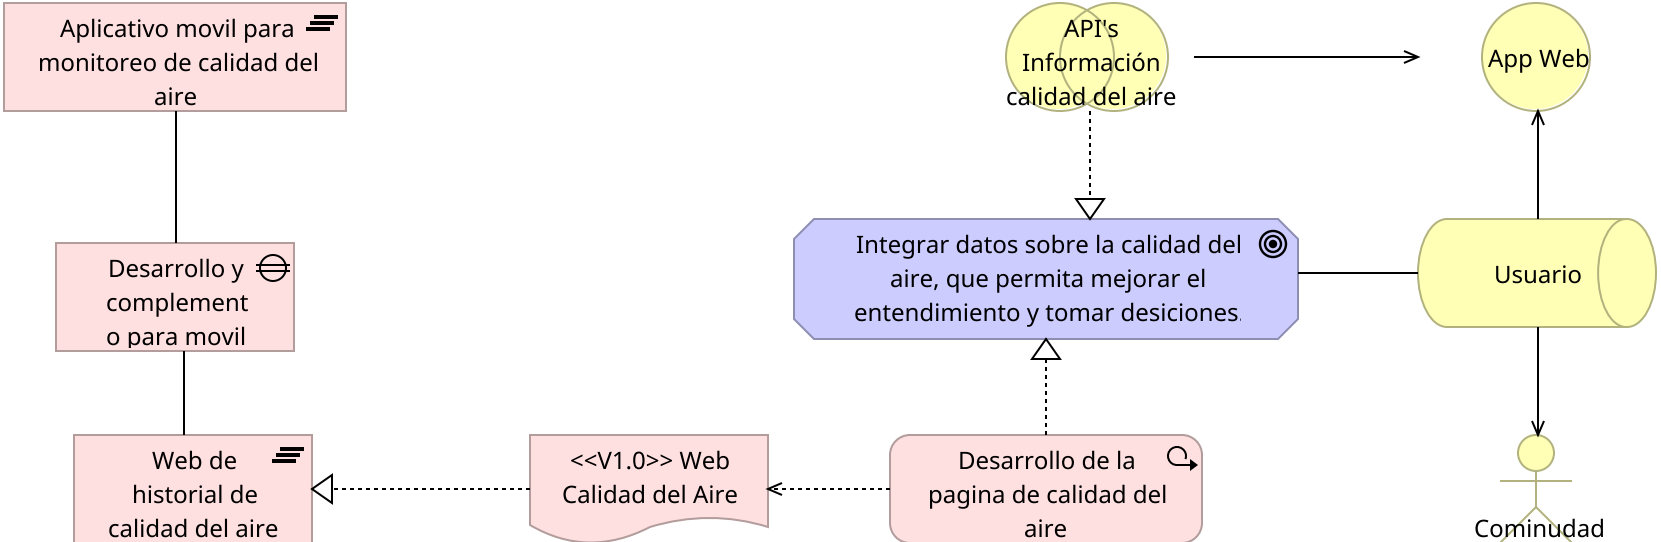 Aplicativo movil para
monitoreo de calidad del
aire
API's
Información
calidad del aire
App Web
Desarrollo y
complement
o para movil
Integrar datos sobre la calidad del
aire, que permita mejorar el
entendimiento y tomar desiciones.
Usuario
Web de
historial de
calidad del aire
<<V1.0>> Web
Calidad del Aire
Desarrollo de la
pagina de calidad del
aire
Cominudad